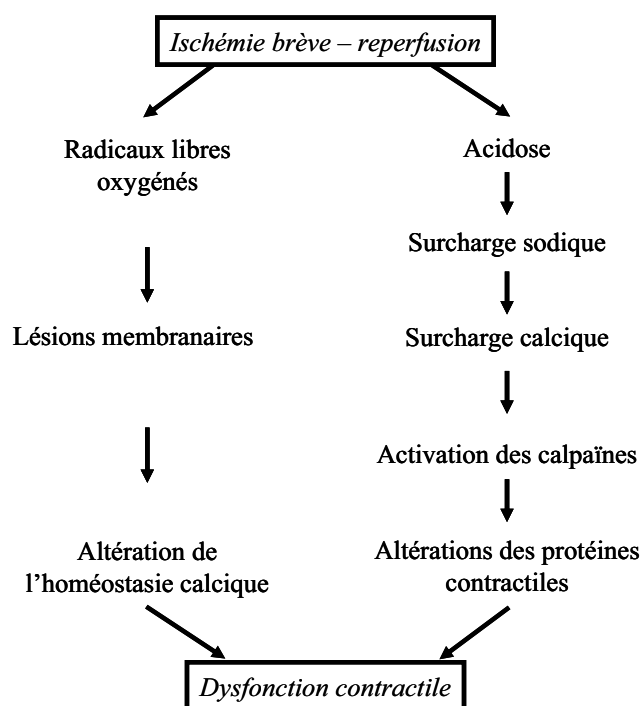 Ischémie brève – reperfusion
Radicaux libres
oxygénés
Acidose
Surcharge sodique
Lésions membranaires
Surcharge calcique
Activation des calpaïnes
Altération de
l’homéostasie calcique
Altérations des protéines
contractiles
Dysfonction contractile